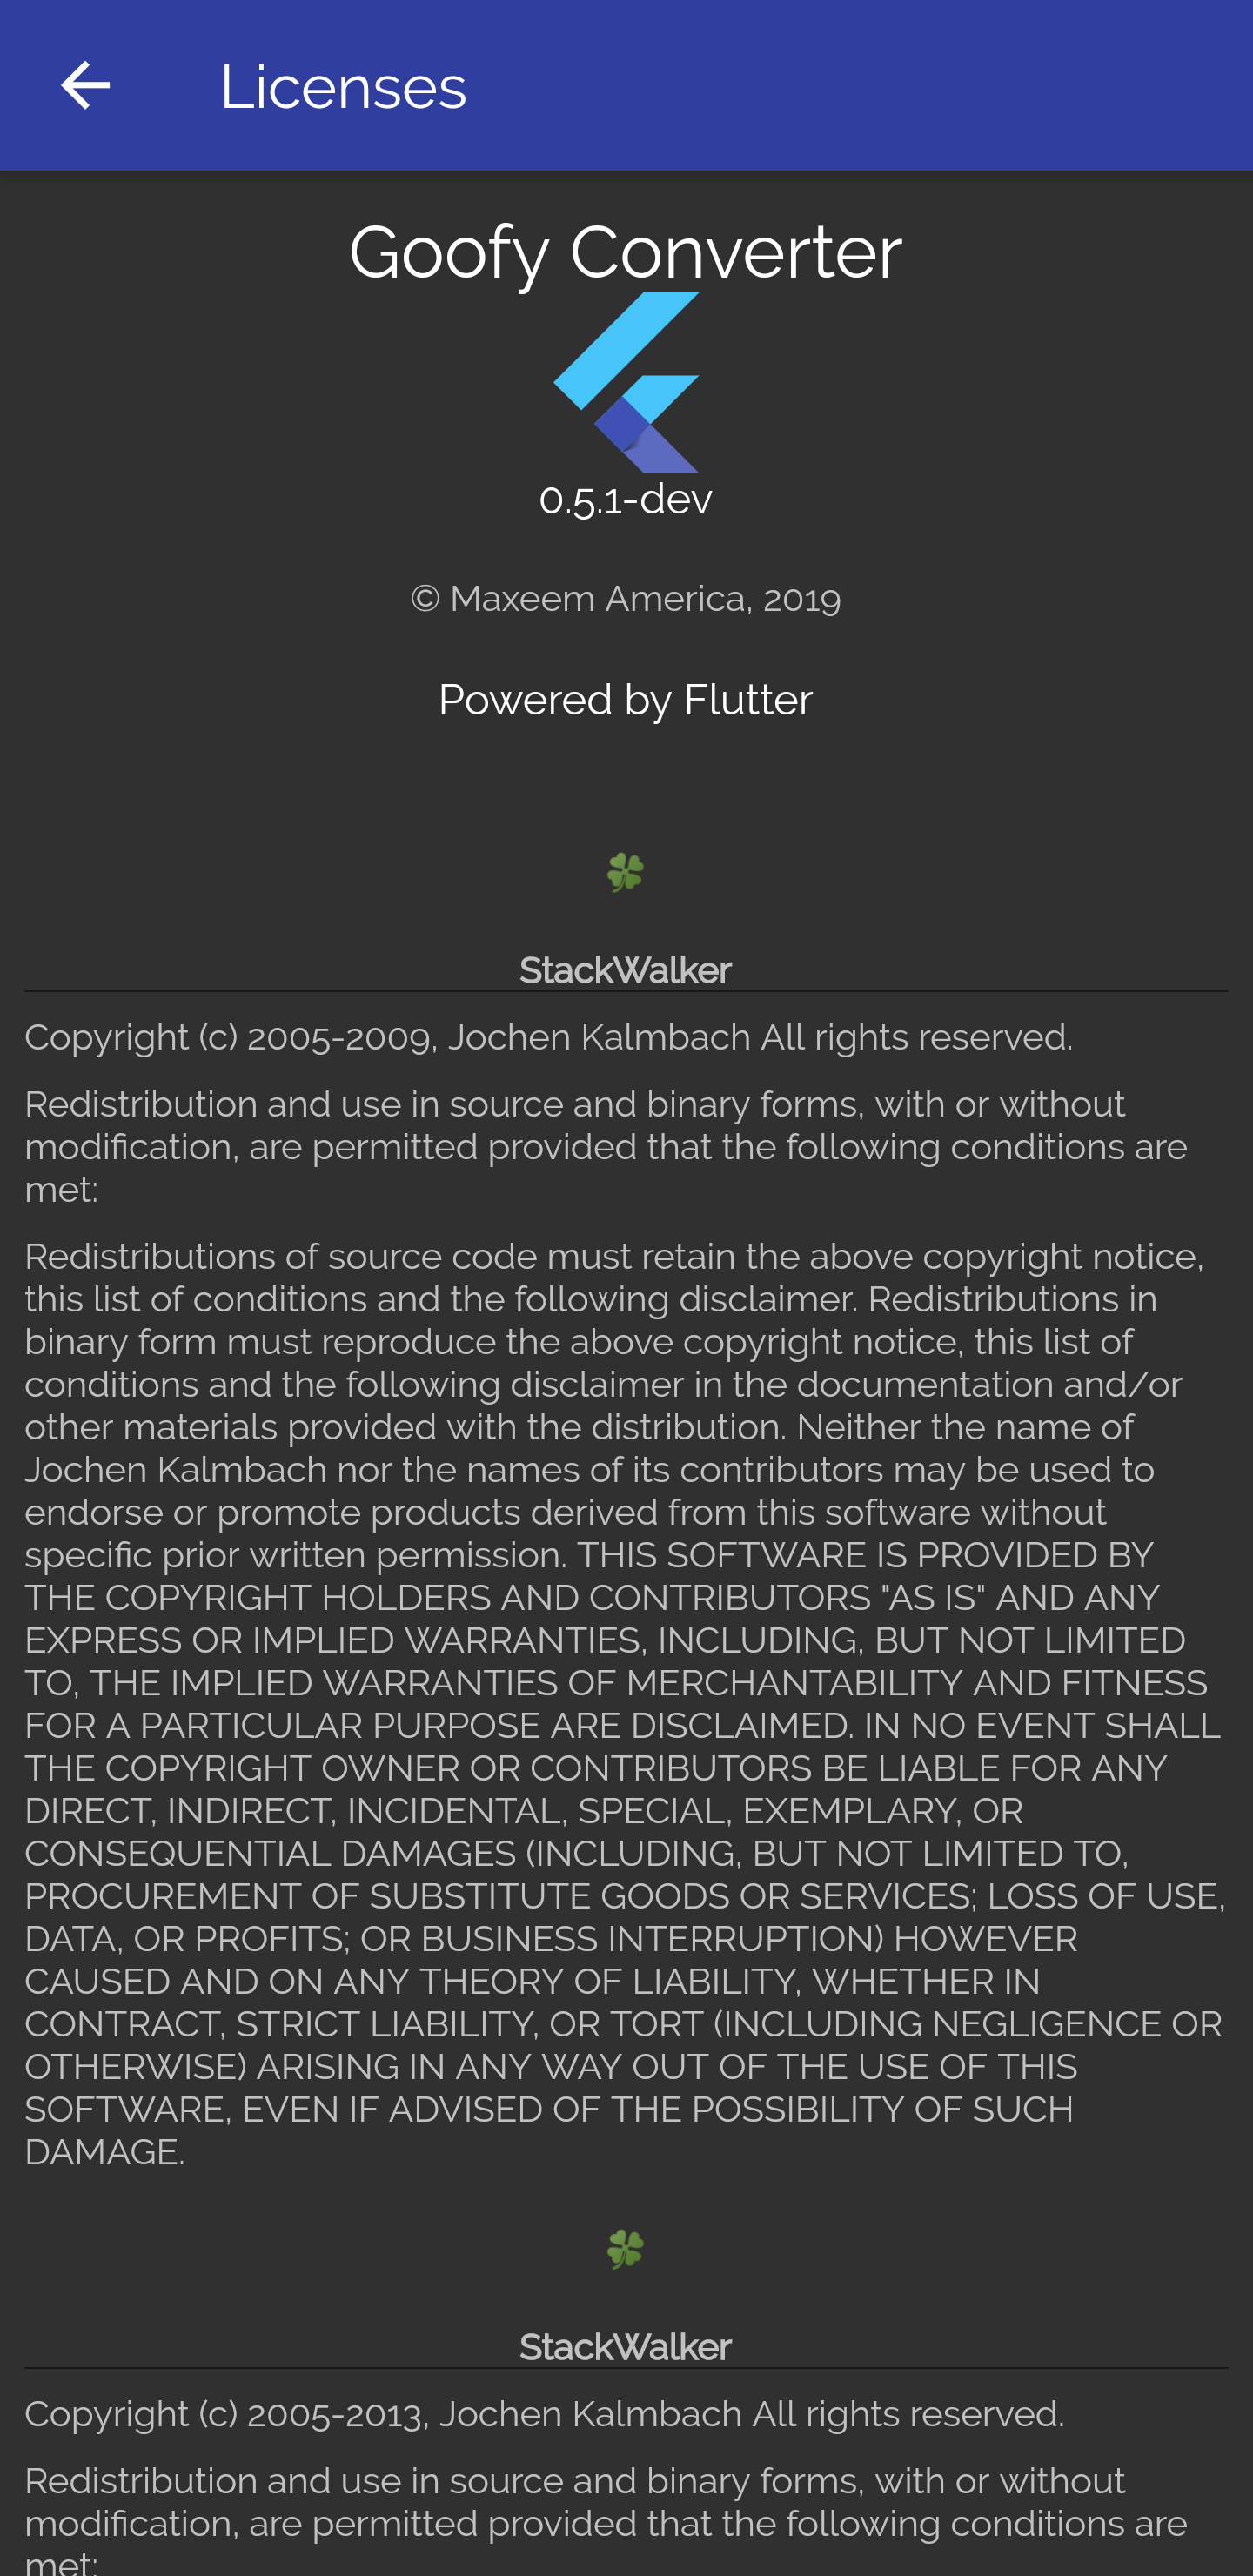 Licenses
Goofy Converter
0.5.1-dev
© Maxeem America, 2019
Powered by Flutter
StackWalker
Copyright (c) 2005-2009, Jochen Kalmbach All rights reserved.
Redistribution and use in source and binary forms, with or without
modification, are permitted provided that the following conditions are
met:
Redistributions of source code must retain the above copyright notice,
this list of conditions and the following disclaimer. Redistributions in
binary form must reproduce the above copyright notice, this list of
conditions and the following disclaimer in the documentation and/or
other materials provided with the distribution. Neither the name of
Jochen Kalmbach nor the names of its contributors may be used to
endorse or promote products derived from this software without
specific prior written permission. THIS SOFTWARE IS PROVIDED BY
THE COPYRIGHT HOLDERS AND CONTRIBUTORS "AS IS" AND ANY
EXPRESS OR IMPLIED WARRANTIES, INCLUDING, BUT NOT LIMITED
TO, THE IMPLIED WARRANTIES OF MERCHANTABILITY AND FITNESS
FOR A PARTICULAR PURPOSE ARE DISCLAIMED. IN NO EVENT SHALL
THE COPYRIGHT OWNER OR CONTRIBUTORS BE LIABLE FOR ANY
DIRECT, INDIRECT, INCIDENTAL, SPECIAL, EXEMPLARY, OR
CONSEQUENTIAL DAMAGES (INCLUDING, BUT NOT LIMITED TO,
PROCUREMENT OF SUBSTITUTE GOODS OR SERVICES; LOSS OF USE,
DATA, OR PROFITS; OR BUSINESS INTERRUPTION) HOWEVER
CAUSED AND ON ANY THEORY OF LIABILITY, WHETHER IN
CONTRACT, STRICT LIABILITY, OR TORT (INCLUDING NEGLIGENCE OR
OTHERWISE) ARISING IN ANY WAY OUT OF THE USE OF THIS
SOFTWARE, EVEN IF ADVISED OF THE POSSIBILITY OF SUCH
DAMAGE.
StackWalker
Copyright (c) 2005-2013, Jochen Kalmbach All rights reserved.
Redistribution and use in source and binary forms, with or without
modification, are permitted provided that the following conditions are
met: